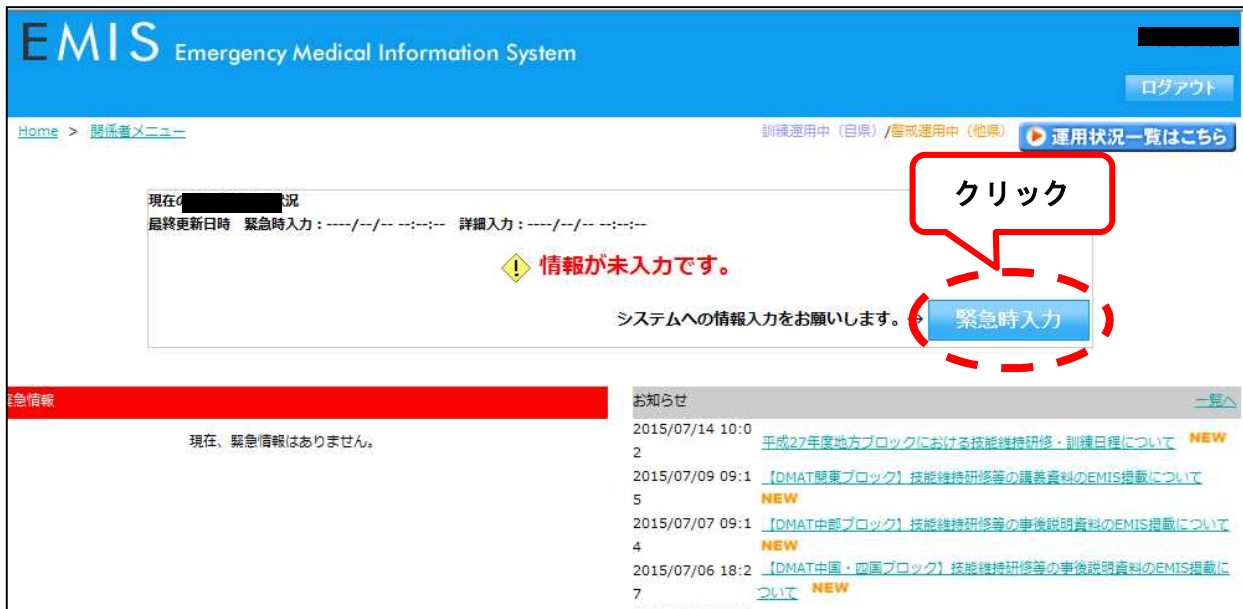 EMIS Emergency Medical Information System
ログアウト
Home > 関係者メニュー
訓練運用中（自県）/警戒運用中（他県）
運用状況一覧はこちら
クリック
現在の 状況
最終更新日時 緊急時入力：----/--/-- --:--:-- 詳細入力：----/--/-- --:--:--
情報が未入力です。
システムへの情報入力をお願いします。→
緊急時入力
緊急情報
現在、緊急情報はありません。
お知らせ
一覧へ
2015/07/14 10:0
2
平成27年度地方ブロックにおける技能維持研修・訓練日程について NEW
2015/07/09 09:1
5
【DMAT関東ブロック】技能維持研修等の講義資料のEMIS掲載について
NEW
2015/07/07 09:1
4
【DMAT中部ブロック】技能維持研修等の事後説明資料のEMIS掲載について
NEW
2015/07/06 18:2
7
【DMAT中国・四国ブロック】技能維持研修等の事後説明資料のEMIS掲載に
ついて NEW